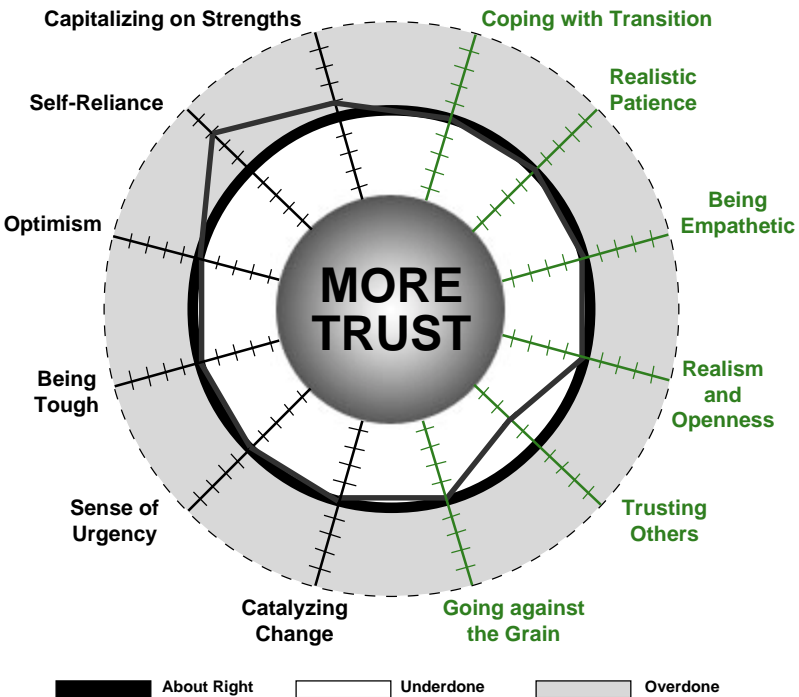 Capitalizing on Strengths
Coping with Transition
Self-Reliance
Realistic
Patience
Optimism
Being
Empathetic
MORE
TRUST
Being
Tough
Realism
and
Openness
Sense of
Urgency
Trusting
Others
Catalyzing
Change
Going against
the Grain
About Right
Underdone
Overdone